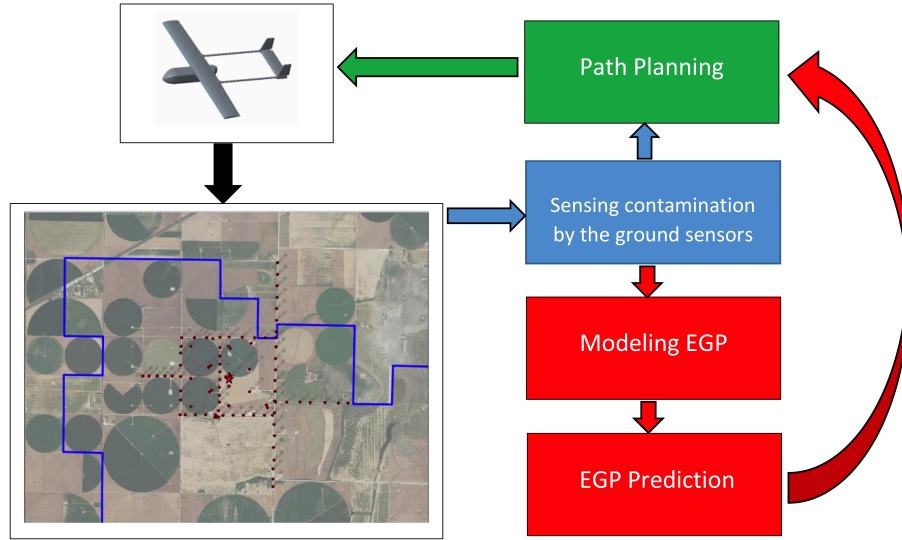 Path Planning
Sensing contamination
by the ground sensors
Modeling EGP
EGP Prediction